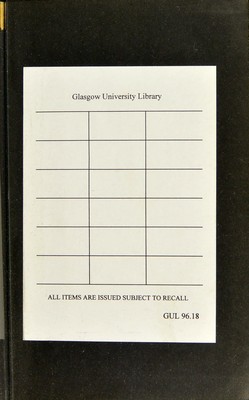 Glasgow University Library
ALL ITEMS ARE ISSUED SUBJECT TO RECALL
GUL 96.18